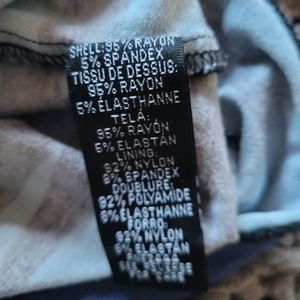 SHELL: 95% RAYON
5% SPANDEX
TISSU DE DESSUS:
95% RAYON
5% ÉLASTHANNE
TELA:
95% RAYÓN
5% ELASTÁN
LINING:
92% NYLON
8% SPANDEX
DOUBLURE:
92% POLYAMIDE
8% ÉLASTHANNE
FORRO:
92% NYLON
8% ELASTÁN